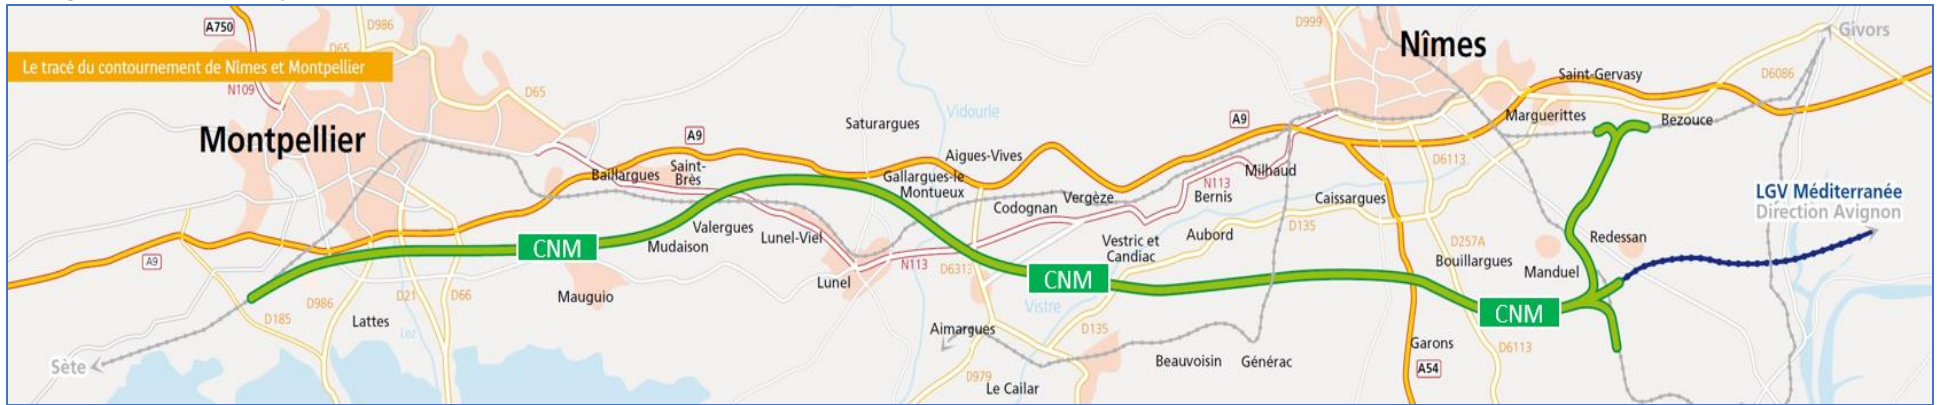 A750
D986
D65
Le tracé du contournement de Nîmes et Montpellier
N109
D65
Montpellier
Baillargues
Saint-
Brès
A9
Saturargues
Vidourle
Aigues-Vives
Gallargues-le
Montueux
Codognan
Vergèze
N113
Bernis
Milhaud
A9
D999
Nîmes
Saint-Gervasy
Marguerittes
Bezouce
D6086
Givors
D6113
Caissargues
D135
Aubord
Vestric et
Candiac
LGV Méditerranée
Direction Avignon
Redessan
Manduel
D257A
Bouillargues
A9
CNM
Mudaison
Valergues
Lunel-Viel
Lunel
N113
D6313
CNM
Vistre
CNM
Mauguio
D986
D21
D66
D185
Lattes
Lez
Sète
Aimargues
D135
D979
Le Cailar
Beauvoisin
Générac
Garons
A54
D6113